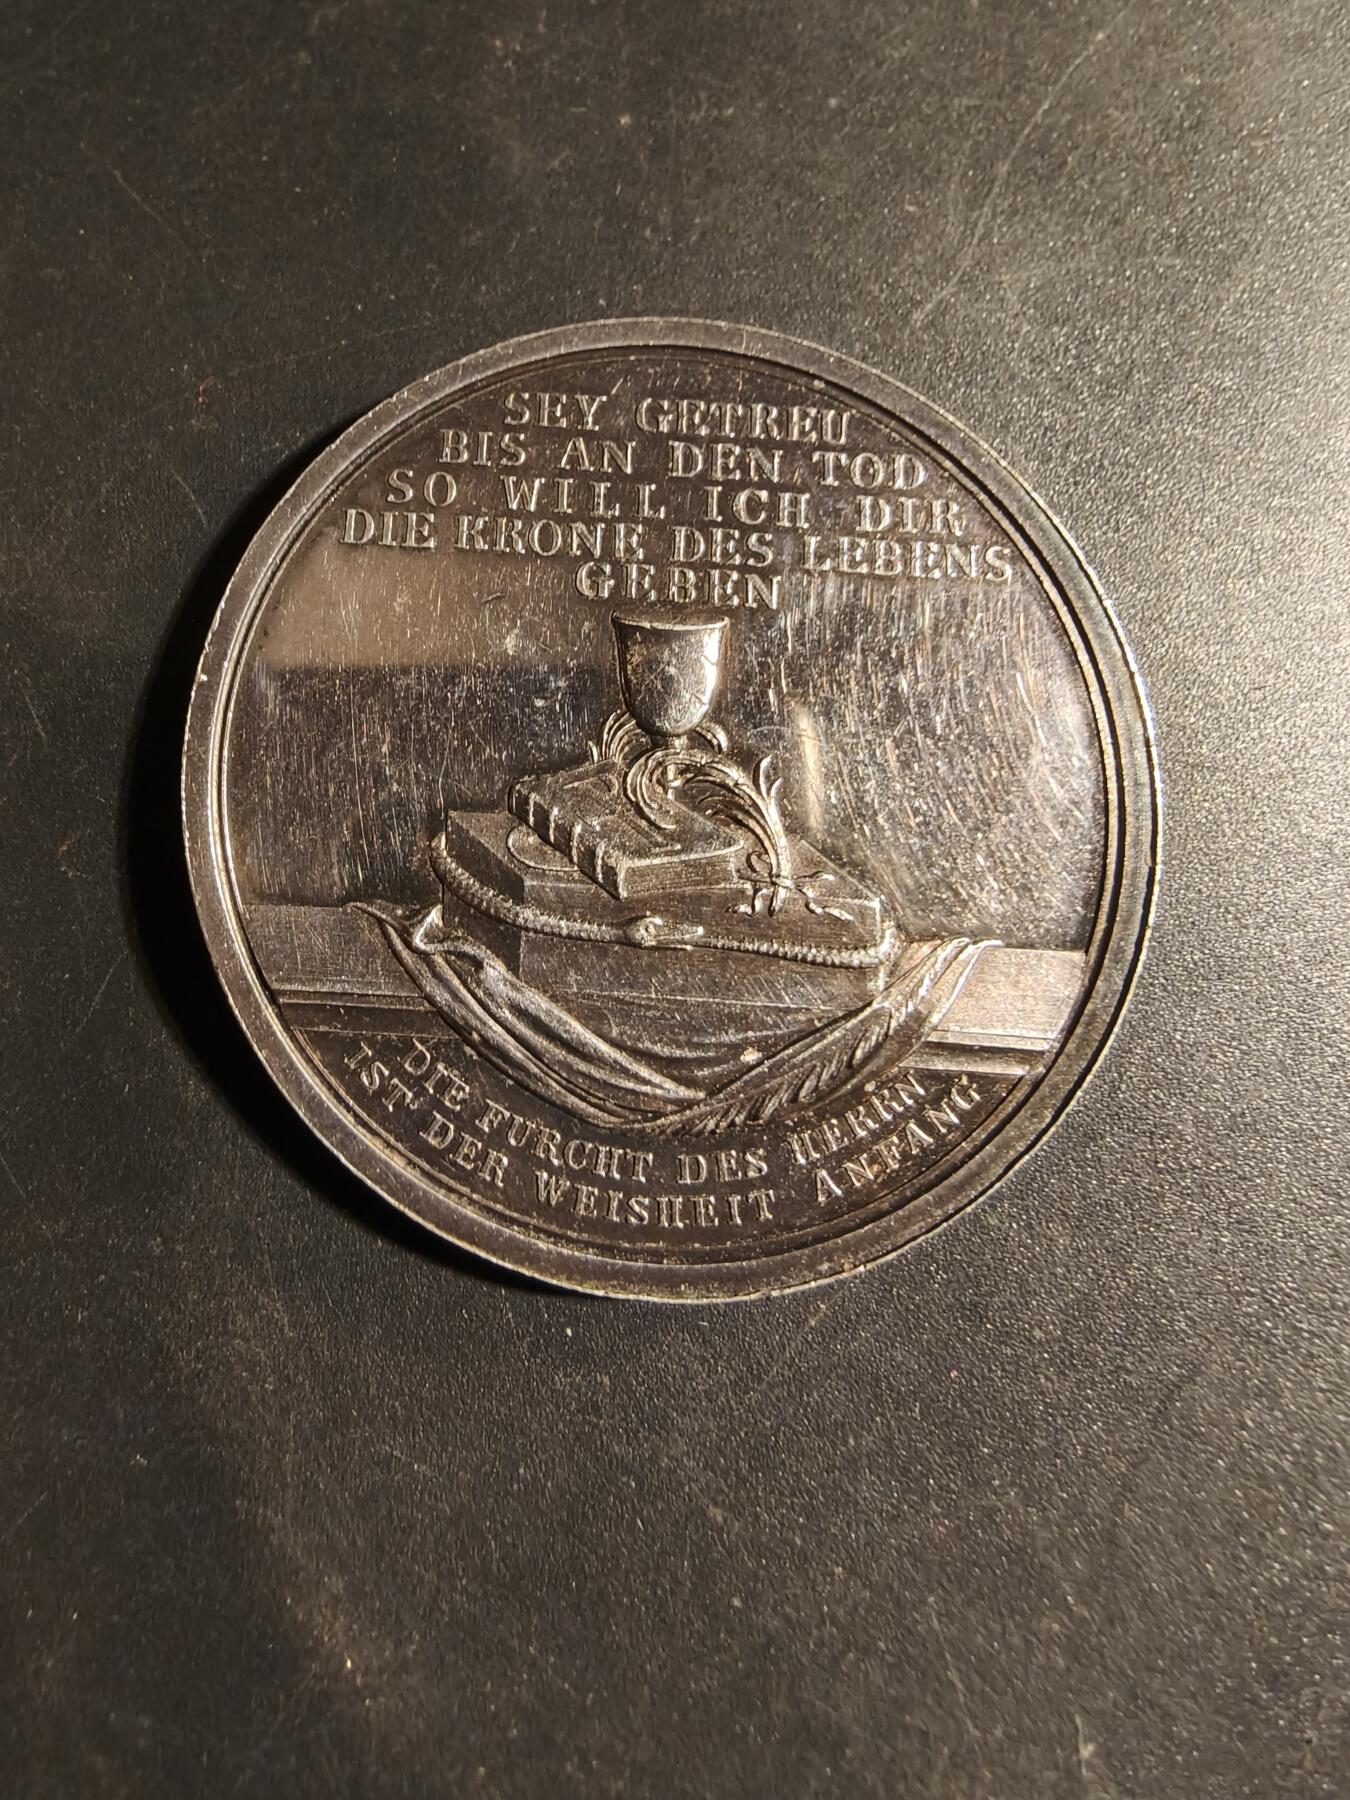 SEY GETREU
BIS AN DEN TOD
SO WILL ICH DIR
DIE KRONE DES LEBENS
GEBEN
DIE FURCHT DES HERRN
IST DER WEISHEIT ANFANG